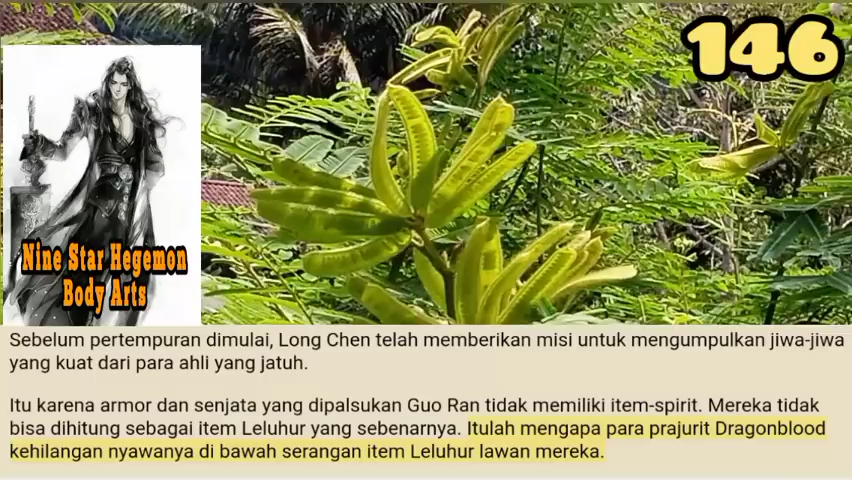 146
Nine Star Hegemon
Body Arts
Sebelum pertempuran dimulai, Long Chen telah memberikan misi untuk mengumpulkan jiwa-jiwa
yang kuat dari para ahli yang jatuh.
Itu karena armor dan senjata yang dipalsukan Guo Ran tidak memiliki item-spirit. Mereka tidak
bisa dihitung sebagai item Leluhur yang sebenarnya. Itulah mengapa para prajurit Dragonblood
kehilangan nyawanya di bawah serangan item Leluhur lawan mereka.